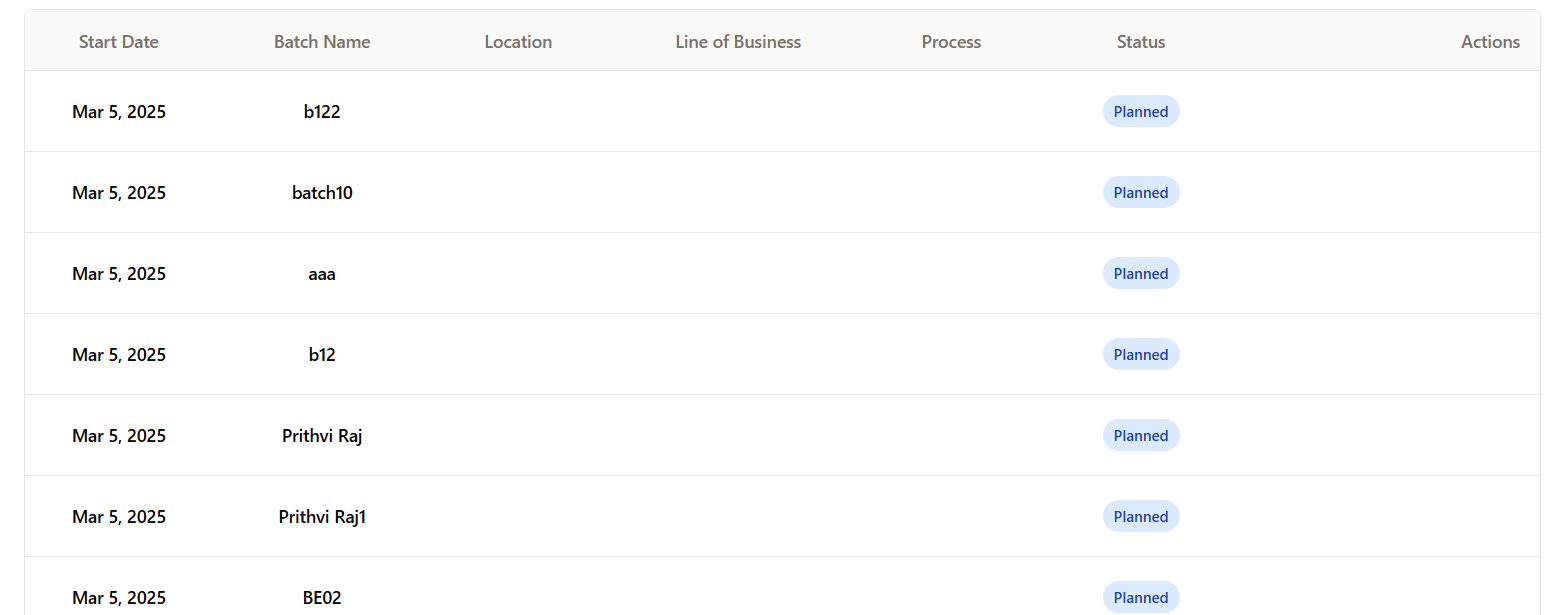 Start Date Batch Name Location Line of Business Process Status Actions
Mar 5, 2025 b122 Planned
Mar 5, 2025 batch10 Planned
Mar 5, 2025 aaa Planned
Mar 5, 2025 b12 Planned
Mar 5, 2025 Prithvi Raj Planned
Mar 5, 2025 Prithvi Raj1 Planned
Mar 5, 2025 BE02 Planned